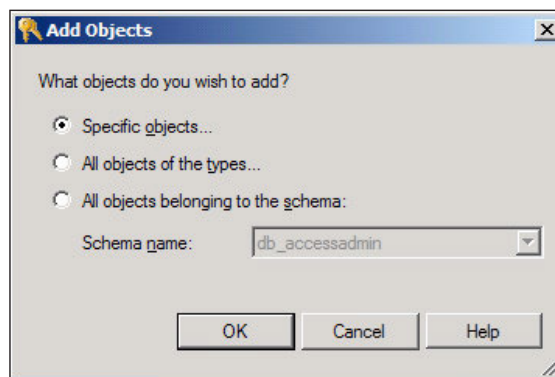 Add Objects
What objects do you wish to add?
Specific objects...
All objects of the types...
All objects belonging to the schema:
Schema name: db_accessadmin
OK Cancel Help